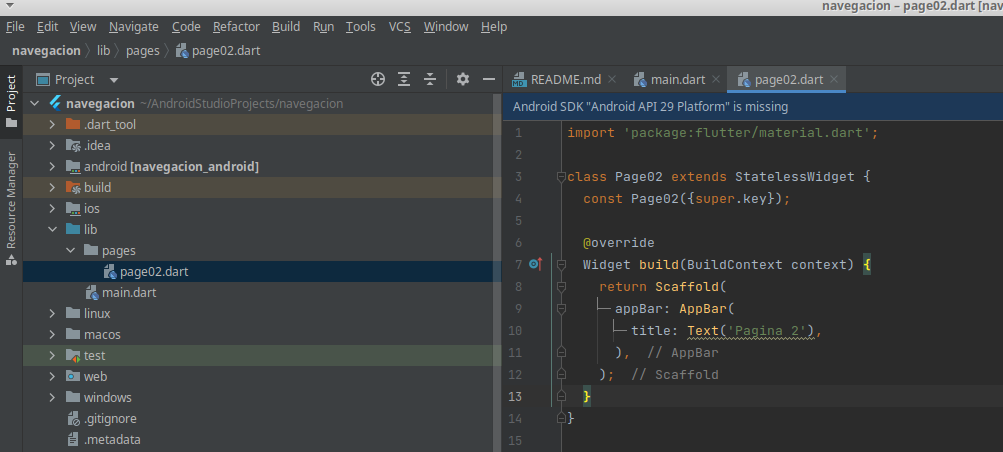 navegacion – page02.dart [nav
File Edit View Navigate Code Refactor Build Run Tools VCS Window Help
navegacion lib pages page02.dart
Project
Resource Manager
Project
navegacion ~/AndroidStudioProjects/navegacion
.dart_tool
.idea
android [navegacion_android]
build
ios
lib
pages
page02.dart
main.dart
linux
macos
test
web
windows
.gitignore
.metadata
README.md main.dart page02.dart
Android SDK "Android API 29 Platform" is missing
1 import 'package:flutter/material.dart';
2
3 class Page02 extends StatelessWidget {
4 const Page02({super.key});
5
6 @override
7 Widget build(BuildContext context) {
8 return Scaffold(
9 appBar: AppBar(
10 title: Text('Pagina 2'),
11 ), // AppBar
12 ); // Scaffold
13 }
14 }
15